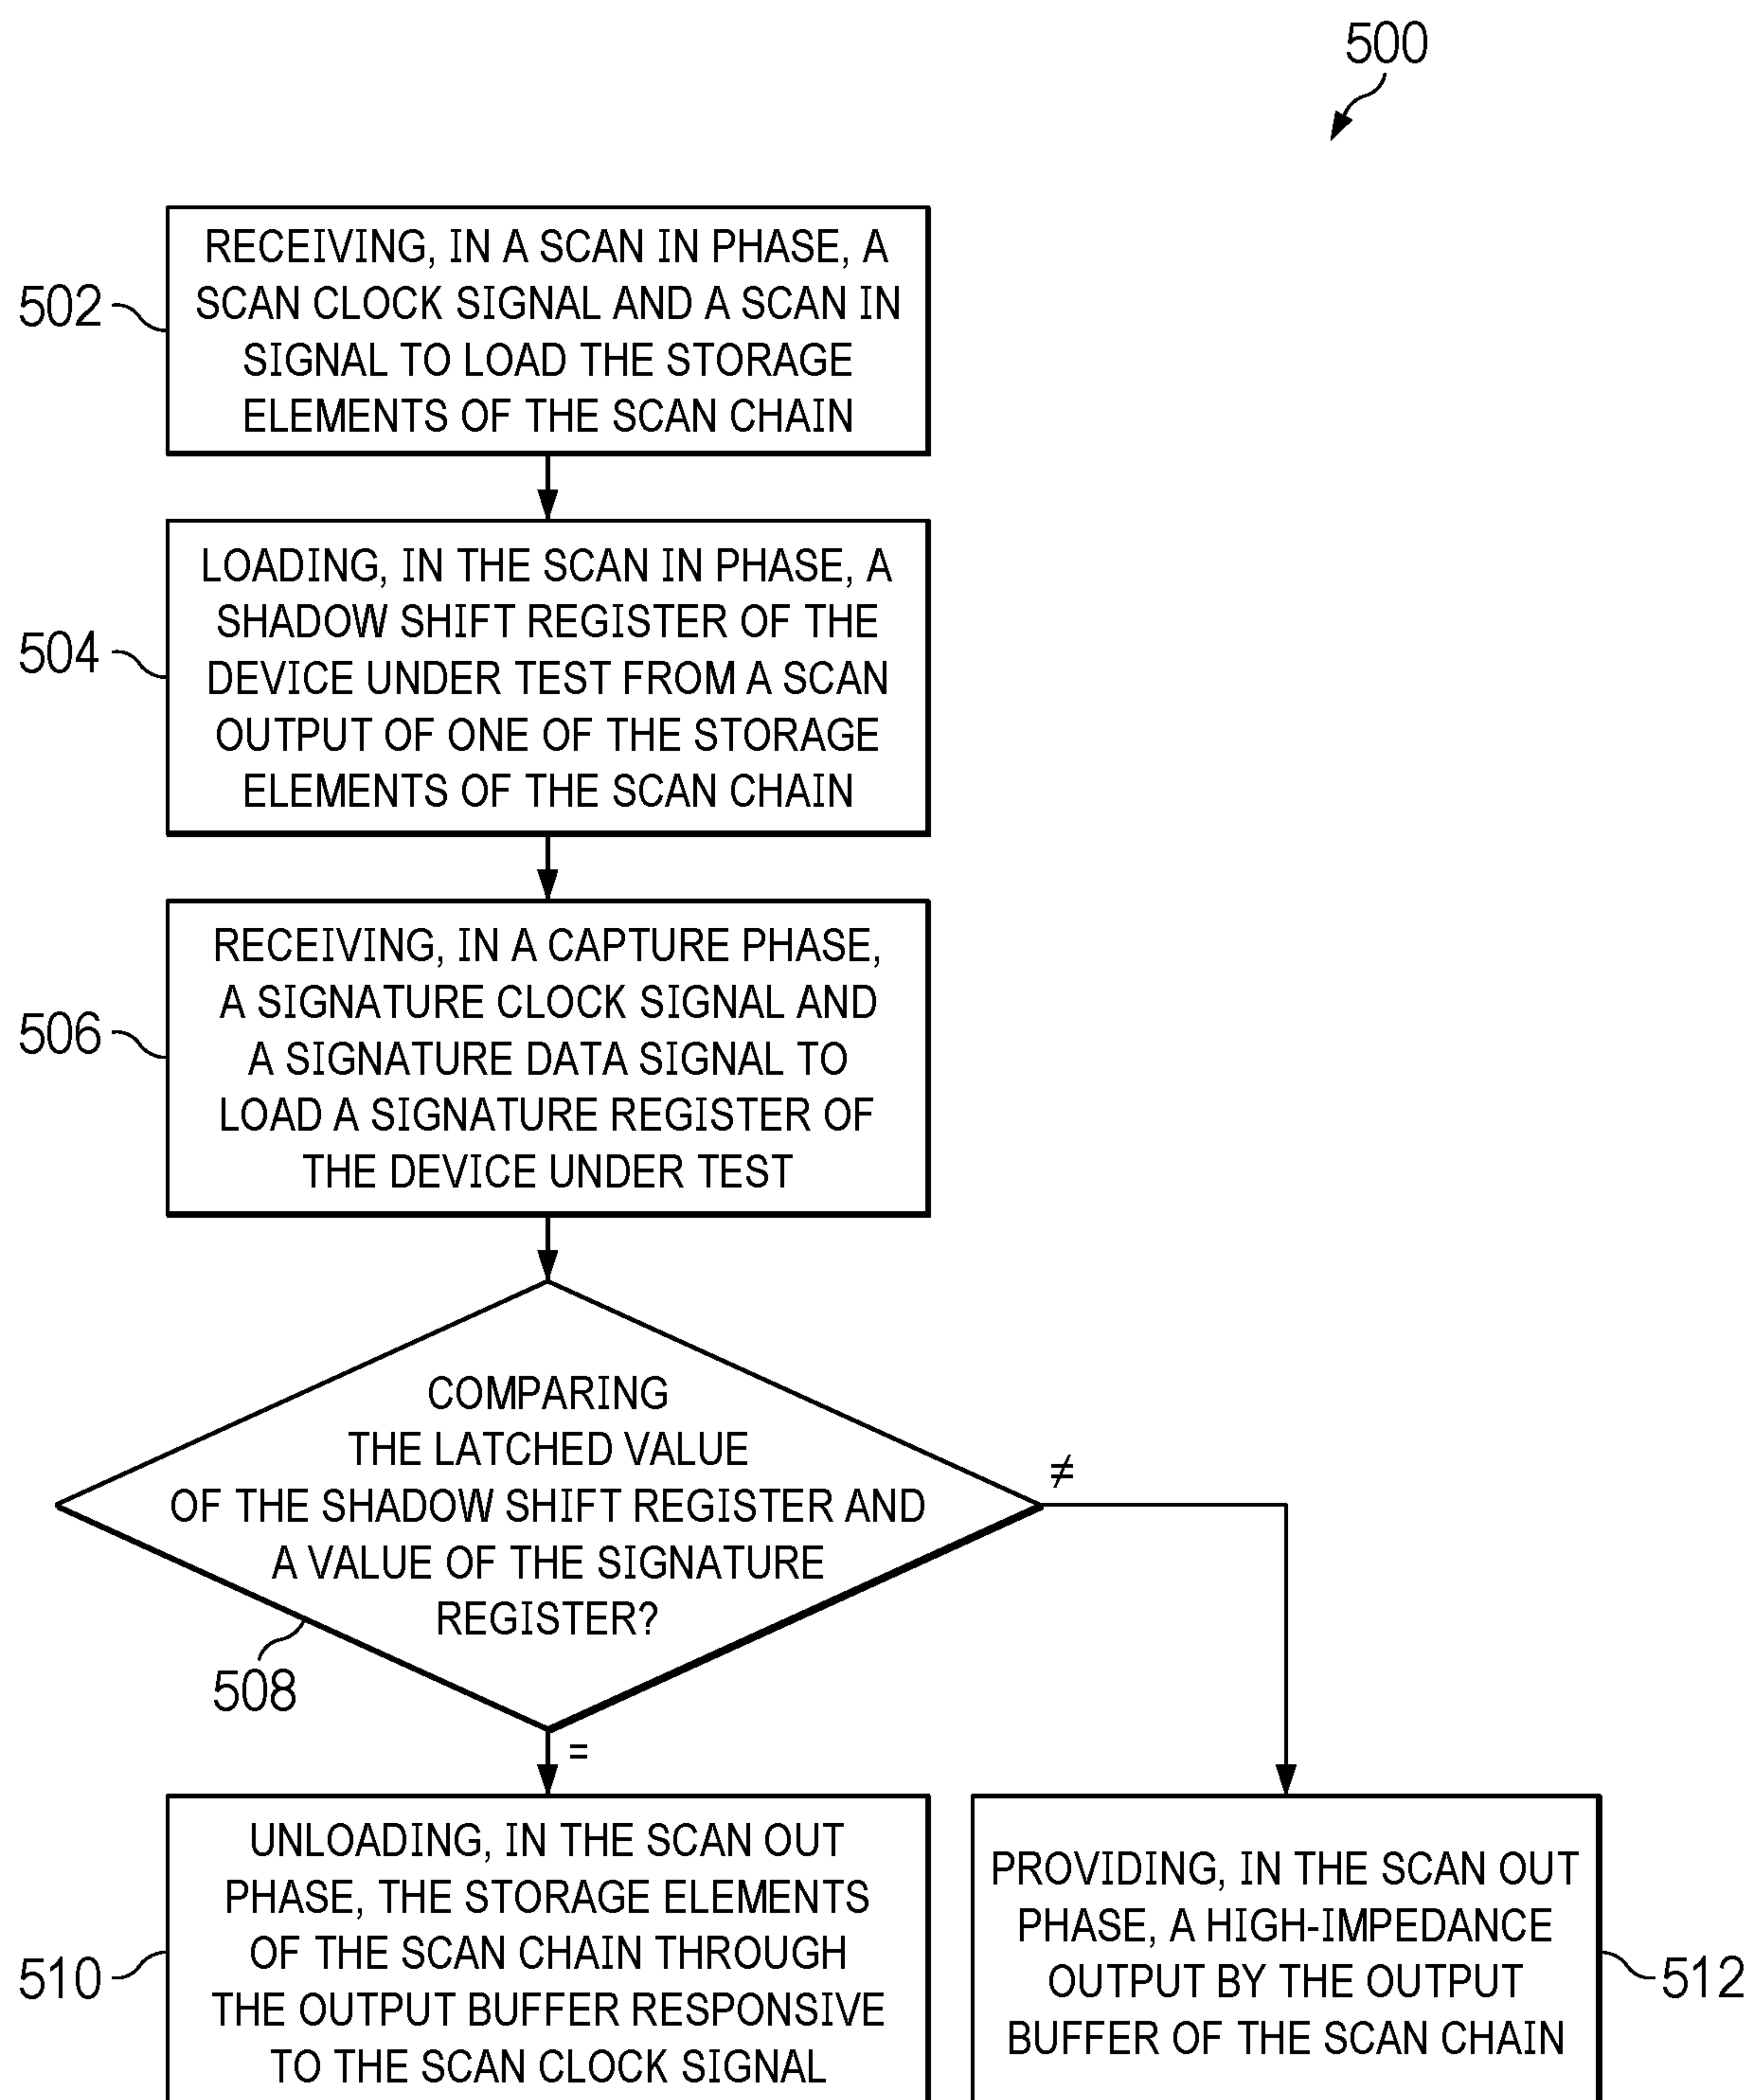 500
RECEIVING, IN A SCAN IN PHASE, A
SCAN CLOCK SIGNAL AND A SCAN IN
SIGNAL TO LOAD THE STORAGE
ELEMENTS OF THE SCAN CHAIN
502
LOADING, IN THE SCAN IN PHASE, A
SHADOW SHIFT REGISTER OF THE
DEVICE UNDER TEST FROM A SCAN
OUTPUT OF ONE OF THE STORAGE
ELEMENTS OF THE SCAN CHAIN
504
RECEIVING, IN A CAPTURE PHASE,
A SIGNATURE CLOCK SIGNAL AND
A SIGNATURE DATA SIGNAL TO
LOAD A SIGNATURE REGISTER OF
THE DEVICE UNDER TEST
506
COMPARING
THE LATCHED VALUE
OF THE SHADOW SHIFT REGISTER AND
A VALUE OF THE SIGNATURE
REGISTER?
≠
508
=
UNLOADING, IN THE SCAN OUT
PHASE, THE STORAGE ELEMENTS
OF THE SCAN CHAIN THROUGH
THE OUTPUT BUFFER RESPONSIVE
TO THE SCAN CLOCK SIGNAL
510
PROVIDING, IN THE SCAN OUT
PHASE, A HIGH-IMPEDANCE
OUTPUT BY THE OUTPUT
BUFFER OF THE SCAN CHAIN
512